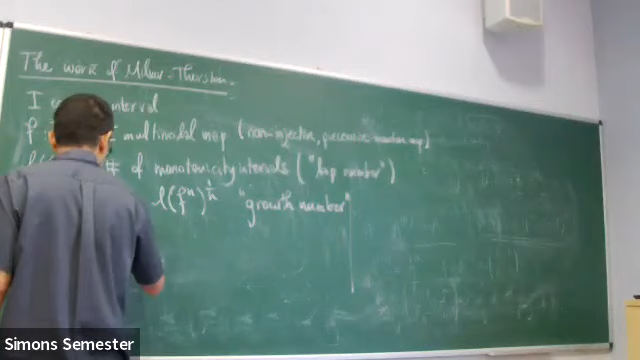 The work of Milnor-Thurston.
I interval
f multimodal map (non-injective, piecewise monotone map)
# of monotonicity intervals ("lap number")
l(f^n)^{1/n} "growth number"
Simons Semester